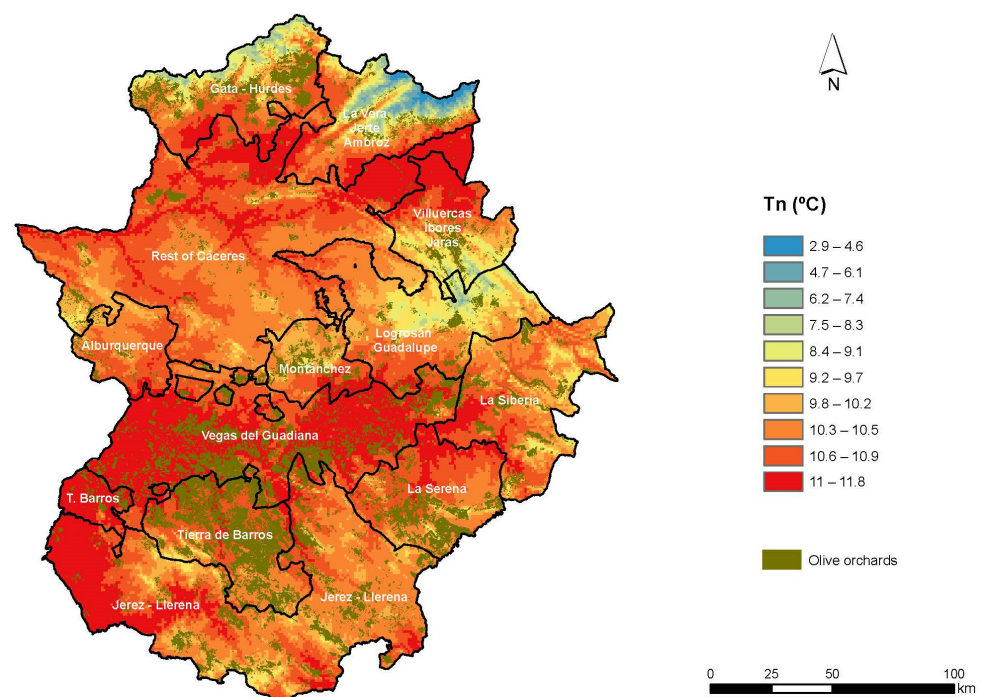 N
Gata - Hurdes
La Vera
Jerte
Ambroz
Villuercas
Ibores
Jaras
Rest of Cáceres
Alburquerque
Logrosán
Guadalupe
Montánchez
La Siberia
Vegas del Guadiana
La Serena
T. Barros
Tierra de Barros
Jerez - Llerena
Jerez - Llerena
Tn (ºC)
2.9 – 4.6
4.7 – 6.1
6.2 – 7.4
7.5 – 8.3
8.4 – 9.1
9.2 – 9.7
9.8 – 10.2
10.3 – 10.5
10.6 – 10.9
11 – 11.8
Olive orchards
0 25 50 100
km